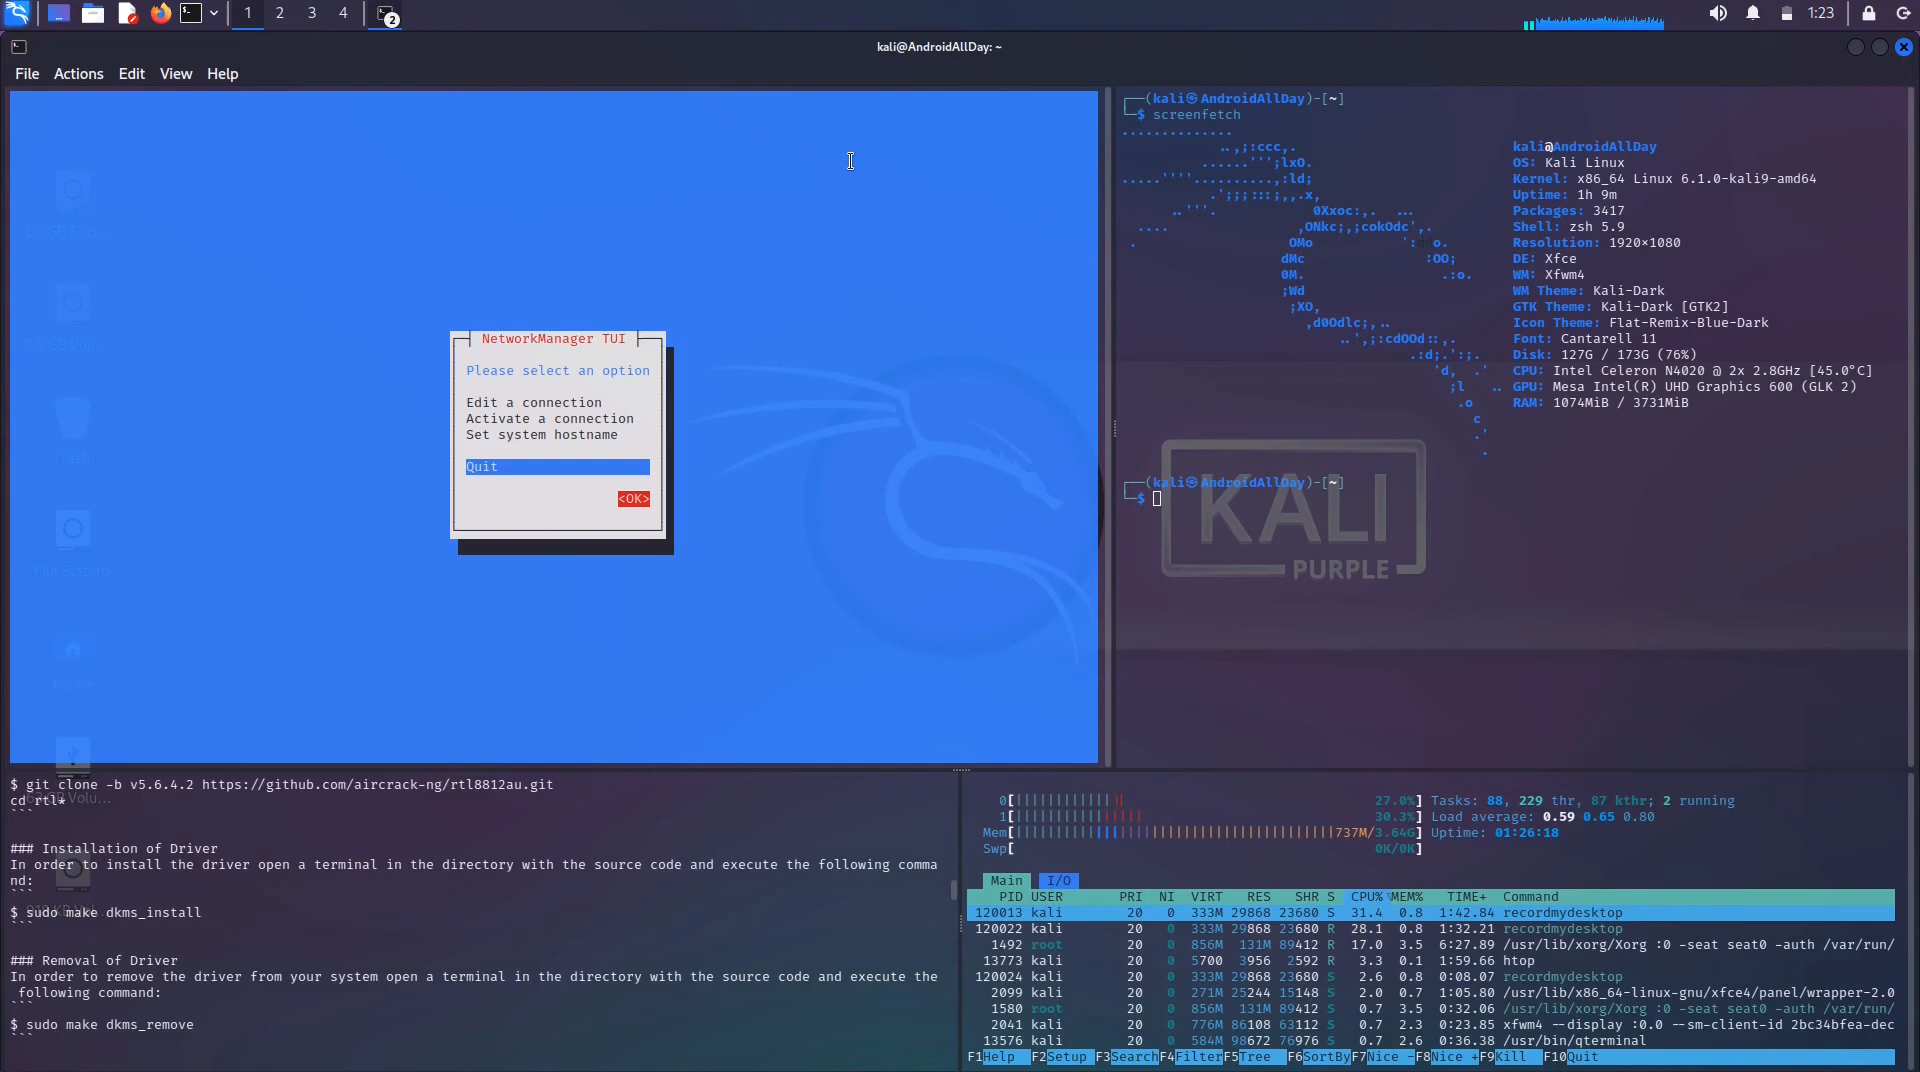 1 2 3 4 2 1:23
kali@AndroidAllDay: ~
File Actions Edit View Help
NetworkManager TUI
Please select an option
Edit a connection
Activate a connection
Set system hostname
Quit
<OK>
Trash
File System
Home
┌──(kali㉿AndroidAllDay)-[~]
└─$ screenfetch
kali@AndroidAllDay
OS: Kali Linux
Kernel: x86_64 Linux 6.1.0-kali9-amd64
Uptime: 1h 9m
Packages: 3417
Shell: zsh 5.9
Resolution: 1920×1080
DE: Xfce
WM: Xfwm4
WM Theme: Kali-Dark
GTK Theme: Kali-Dark [GTK2]
Icon Theme: Flat-Remix-Blue-Dark
Font: Cantarell 11
Disk: 127G / 173G (76%)
CPU: Intel Celeron N4020 @ 2x 2.8GHz [45.0°C]
GPU: Mesa Intel(R) UHD Graphics 600 (GLK 2)
RAM: 1074MiB / 3731MiB
┌──(kali㉿AndroidAllDay)-[~]
└─$
KALI
PURPLE
$ git clone -b v5.6.4.2 https://github.com/aircrack-ng/rtl8812au.git
cd rtl*
```
### Installation of Driver
In order to install the driver open a terminal in the directory with the source code and execute the following comma
nd:
```
$ sudo make dkms_install
```
### Removal of Driver
In order to remove the driver from your system open a terminal in the directory with the source code and execute the
following command:
```
$ sudo make dkms_remove
```
0[ 27.0%] Tasks: 88, 229 thr, 87 kthr; 2 running
1[ 30.3%] Load average: 0.59 0.65 0.80
Mem[ 737M/3.64G] Uptime: 01:26:18
Swp[ 0K/0K]
Main I/O
PID USER PRI NI VIRT RES SHR S CPU%▽MEM% TIME+ Command
120013 kali 20 0 333M 29868 23680 S 31.4 0.8 1:42.84 recordmydesktop
120022 kali 20 0 333M 29868 23680 R 28.1 0.8 1:32.21 recordmydesktop
1492 root 20 0 856M 131M 89412 R 17.0 3.5 6:27.89 /usr/lib/xorg/Xorg :0 -seat seat0 -auth /var/run/
13773 kali 20 0 5700 3956 2592 R 3.3 0.1 1:59.66 htop
120024 kali 20 0 333M 29868 23680 S 2.6 0.8 0:08.07 recordmydesktop
2099 kali 20 0 271M 25244 15148 S 2.0 0.7 1:05.80 /usr/lib/x86_64-linux-gnu/xfce4/panel/wrapper-2.0
1580 root 20 0 856M 131M 89412 S 0.7 3.5 0:32.06 /usr/lib/xorg/Xorg :0 -seat seat0 -auth /var/run/
2041 kali 20 0 776M 86108 63112 S 0.7 2.3 0:23.85 xfwm4 --display :0.0 --sm-client-id 2bc34bfea-dec
13576 kali 20 0 584M 98672 76976 S 0.7 2.6 0:36.38 /usr/bin/qterminal
F1Help F2Setup F3Search F4Filter F5Tree F6SortBy F7Nice - F8Nice + F9Kill F10Quit